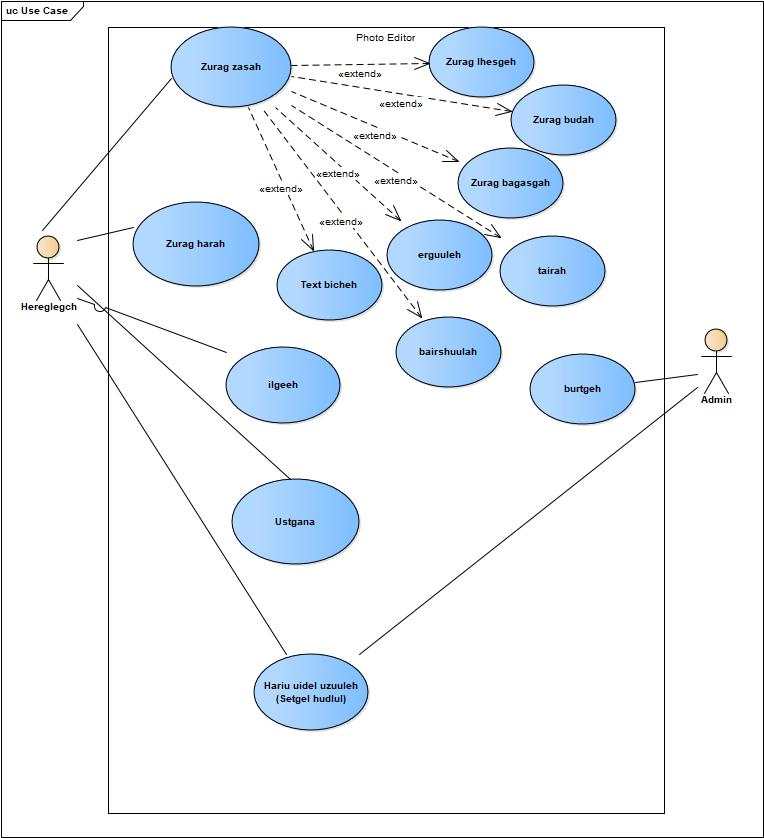 uc Use Case
Photo Editor
Zurag zasah
Zurag lhesgeh
«extend»
«extend»
Zurag budah
«extend»
«extend»
«extend»
Zurag bagasgah
«extend»
«extend»
Zurag harah
erguuleh
tairah
Text bicheh
Hereglegch
bairshuulah
ilgeeh
burtgeh
Admin
Ustgana
Hariu uidel uzuuleh
(Setgel hudlul)